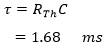 τ = R_{Th}C
= 1.68 ms